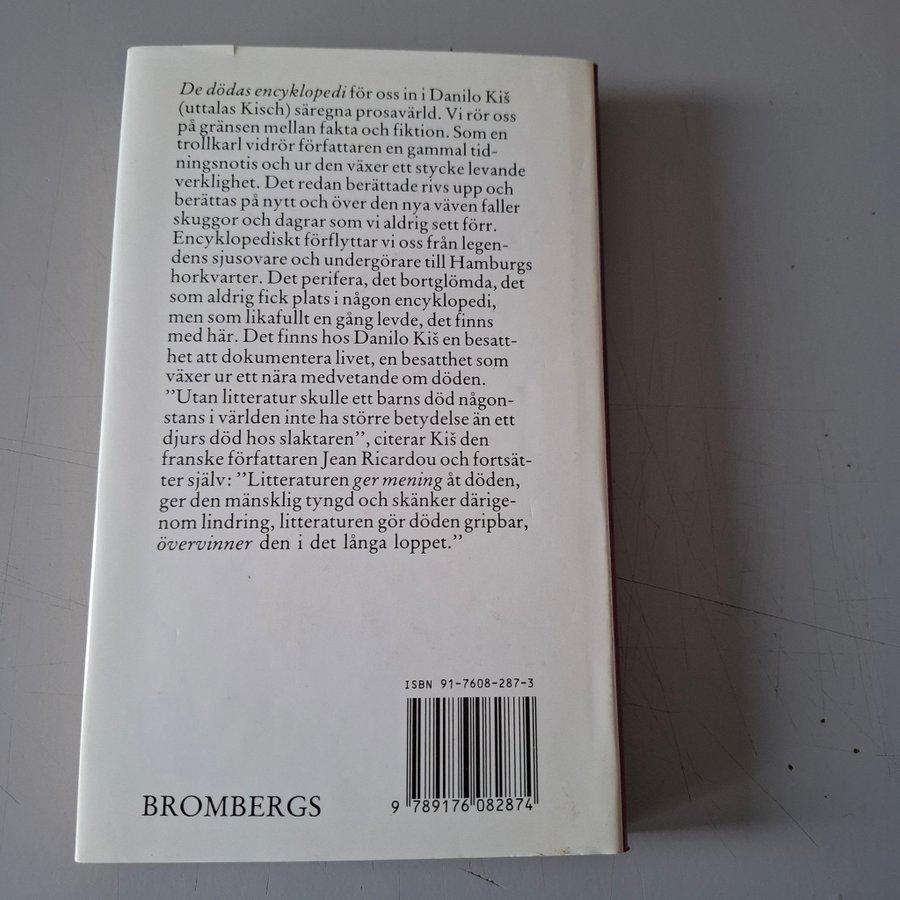 De dödas encyklopedi för oss in i Danilo Kiš
(uttalas Kisch) säregna prosavärld. Vi rör oss
på gränsen mellan fakta och fiktion. Som en
trollkarl vidrör författaren en gammal tid-
ningsnotis och ur den växer ett stycke levande
verklighet. Det redan berättade rivs upp och
berättas på nytt och över den nya väven faller
skuggor och dagrar som vi aldrig sett förr.
Encyklopediskt förflyttar vi oss från legen-
dens sjusovare och undergörare till Hamburgs
horkvarter. Det perifera, det bortglömda, det
som aldrig fick plats i någon encyklopedi,
men som likafullt en gång levde, det finns
med här. Det finns hos Danilo Kiš en besatt-
het att dokumentera livet, en besatthet som
växer ur ett nära medvetande om döden.
”Utan litteratur skulle ett barns död någon-
stans i världen inte ha större betydelse än ett
djurs död hos slaktaren”, citerar Kiš den
franske författaren Jean Ricardou och fortsät-
ter själv: ”Litteraturen ger mening åt döden,
ger den mänsklig tyngd och skänker därige-
nom lindring, litteraturen gör döden gripbar,
övervinner den i det långa loppet.”
ISBN 91-7608-287-3
9 789176 082874
BROMBERGS